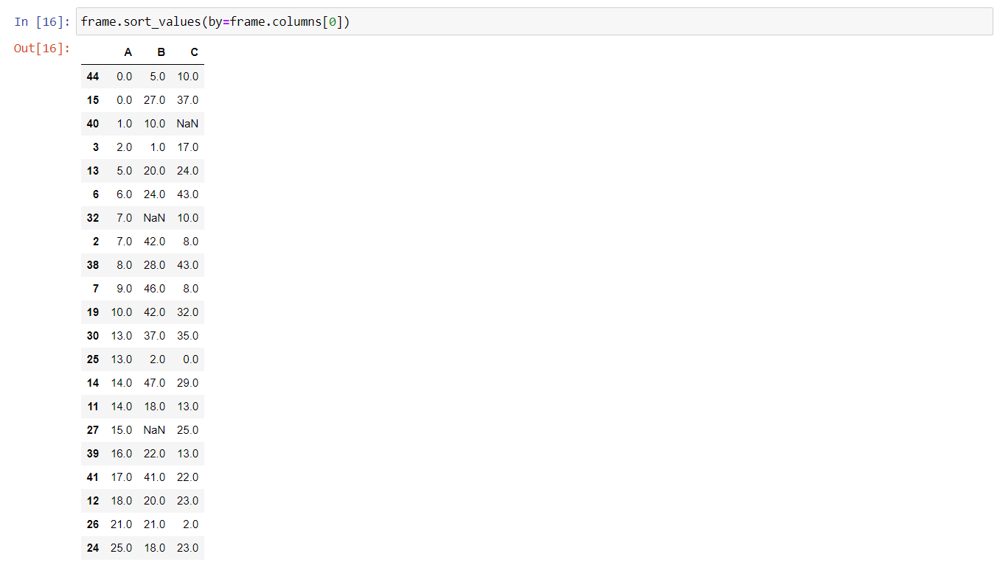 In [16]: frame.sort_values(by=frame.columns[0])
Out[16]:
A B C
44 0.0 5.0 10.0
15 0.0 27.0 37.0
40 1.0 10.0 NaN
3 2.0 1.0 17.0
13 5.0 20.0 24.0
6 6.0 24.0 43.0
32 7.0 NaN 10.0
2 7.0 42.0 8.0
38 8.0 28.0 43.0
7 9.0 46.0 8.0
19 10.0 42.0 32.0
30 13.0 37.0 35.0
25 13.0 2.0 0.0
14 14.0 47.0 29.0
11 14.0 18.0 13.0
27 15.0 NaN 25.0
39 16.0 22.0 13.0
41 17.0 41.0 22.0
12 18.0 20.0 23.0
26 21.0 21.0 2.0
24 25.0 18.0 23.0